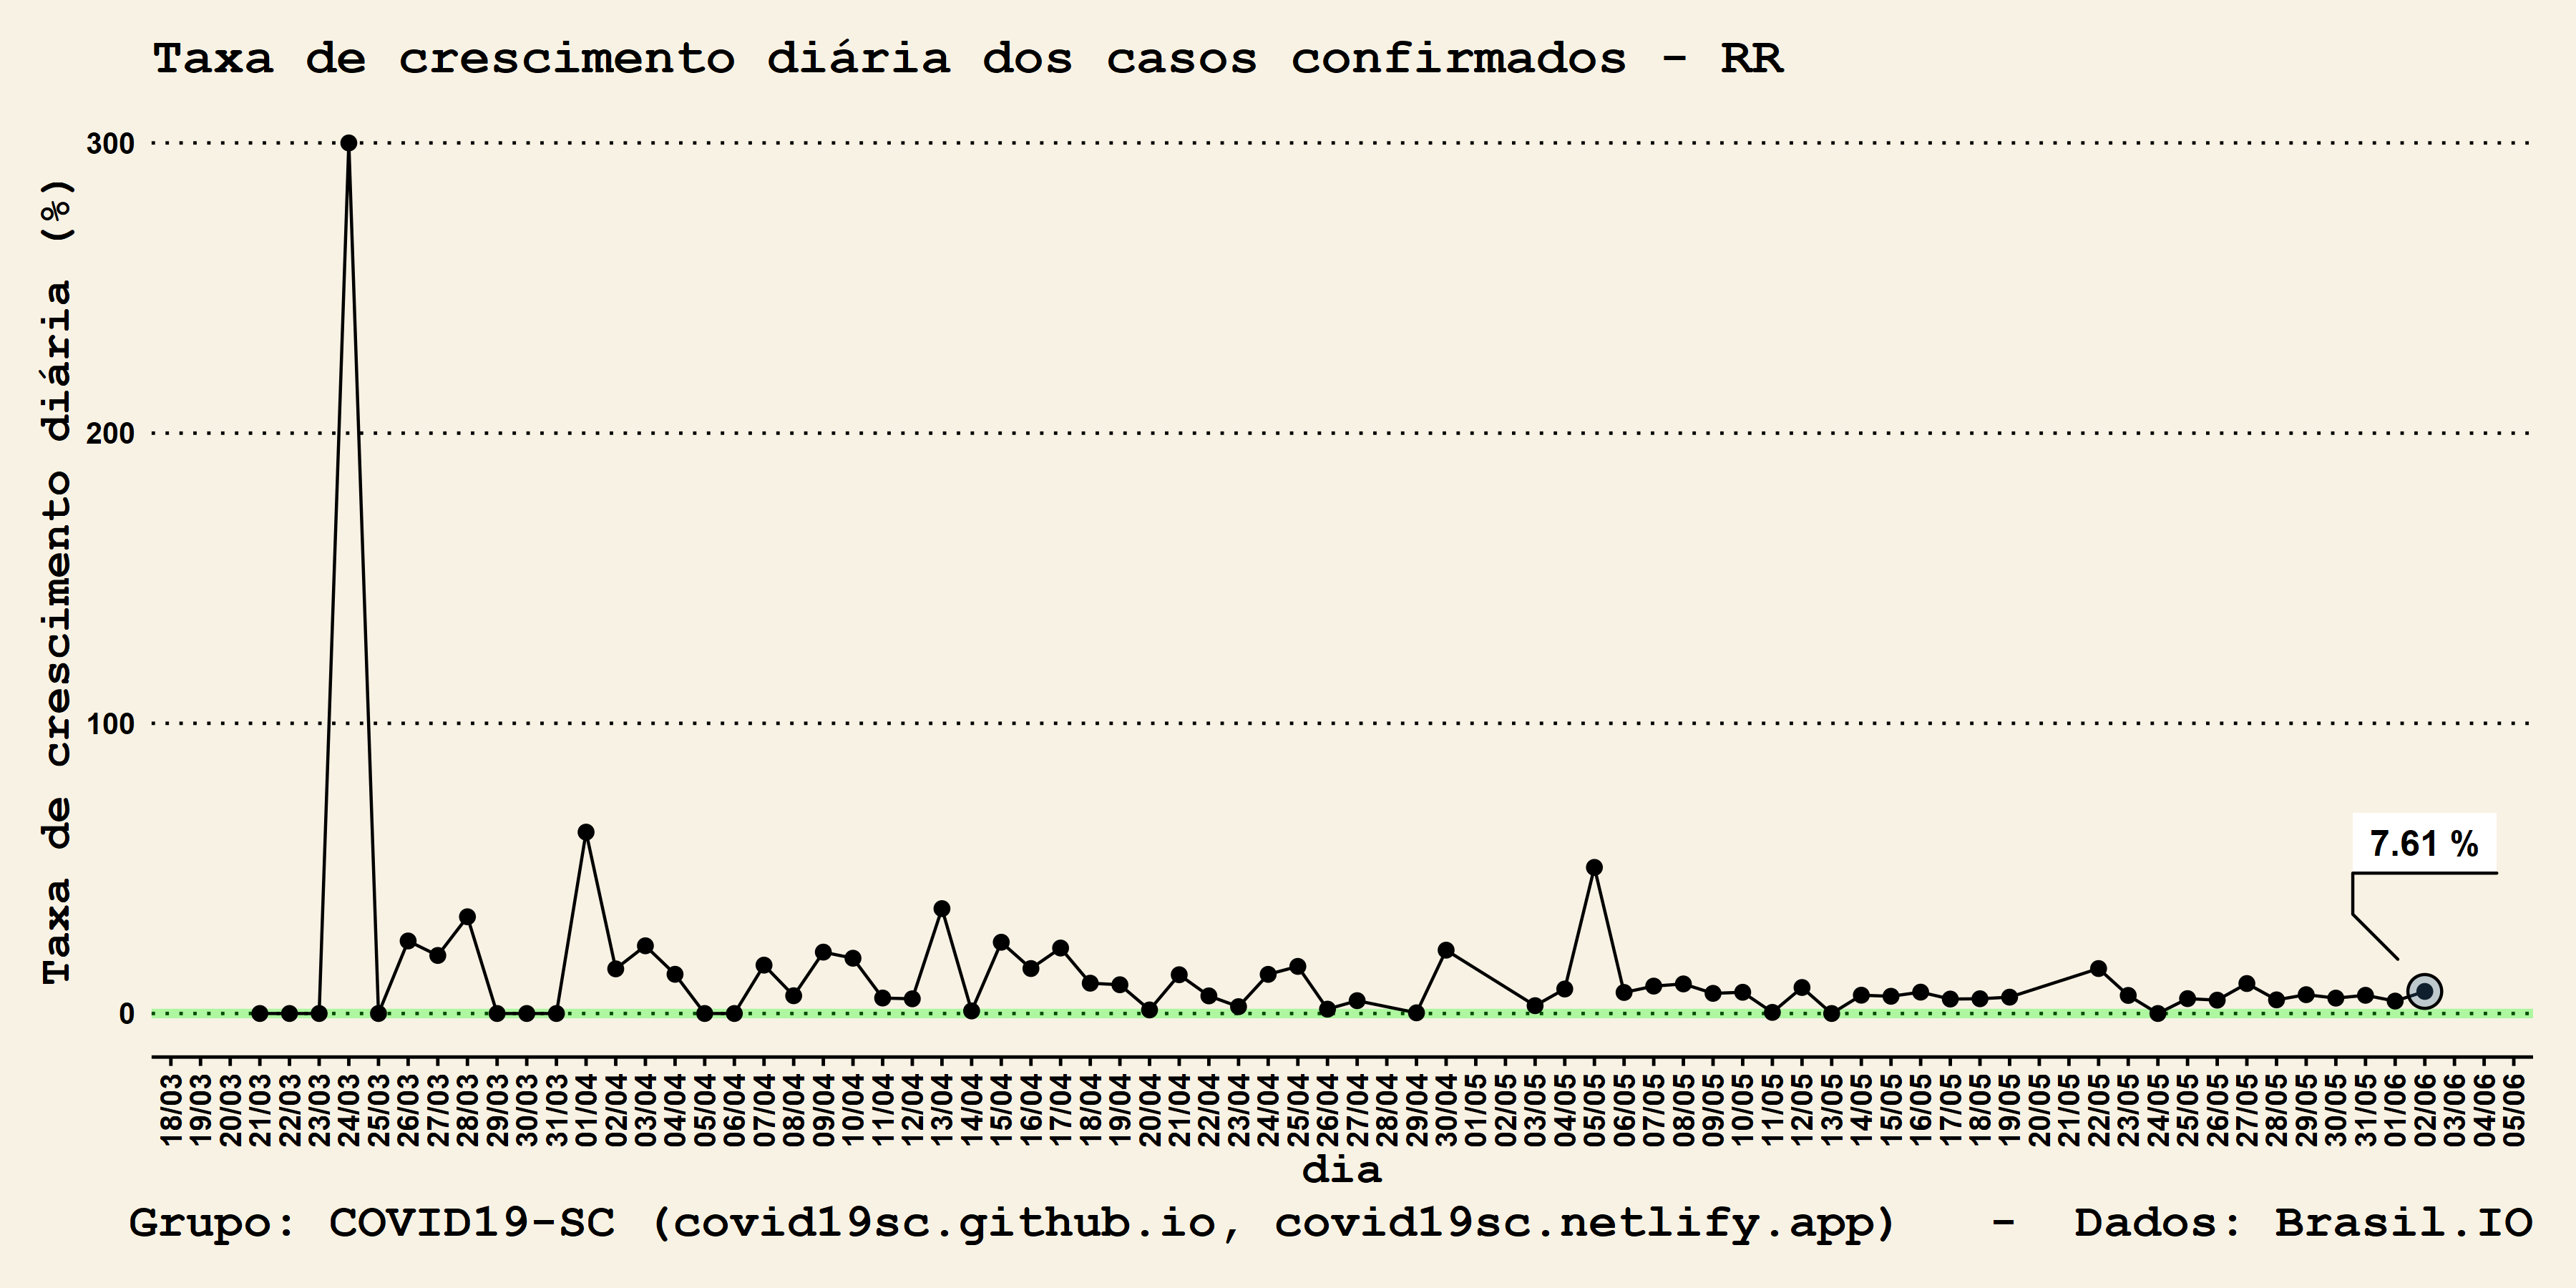 Taxa de crescimento diária dos casos confirmados - RR
Taxa de crescimento diária (%)
300
200
100
0
7.61 %
18/03 19/03 20/03 21/03 22/03 23/03 24/03 25/03 26/03 27/03 28/03 29/03 30/03 31/03 01/04 02/04 03/04 04/04 05/04 06/04 07/04 08/04 09/04 10/04 11/04 12/04 13/04 14/04 15/04 16/04 17/04 18/04 19/04 20/04 21/04 22/04 23/04 24/04 25/04 26/04 27/04 28/04 29/04 30/04 01/05 02/05 03/05 04/05 05/05 06/05 07/05 08/05 09/05 10/05 11/05 12/05 13/05 14/05 15/05 16/05 17/05 18/05 19/05 20/05 21/05 22/05 23/05 24/05 25/05 26/05 27/05 28/05 29/05 30/05 31/05 01/06 02/06 03/06 04/06 05/06
dia
Grupo: COVID19-SC (covid19sc.github.io, covid19sc.netlify.app) - Dados: Brasil.IO